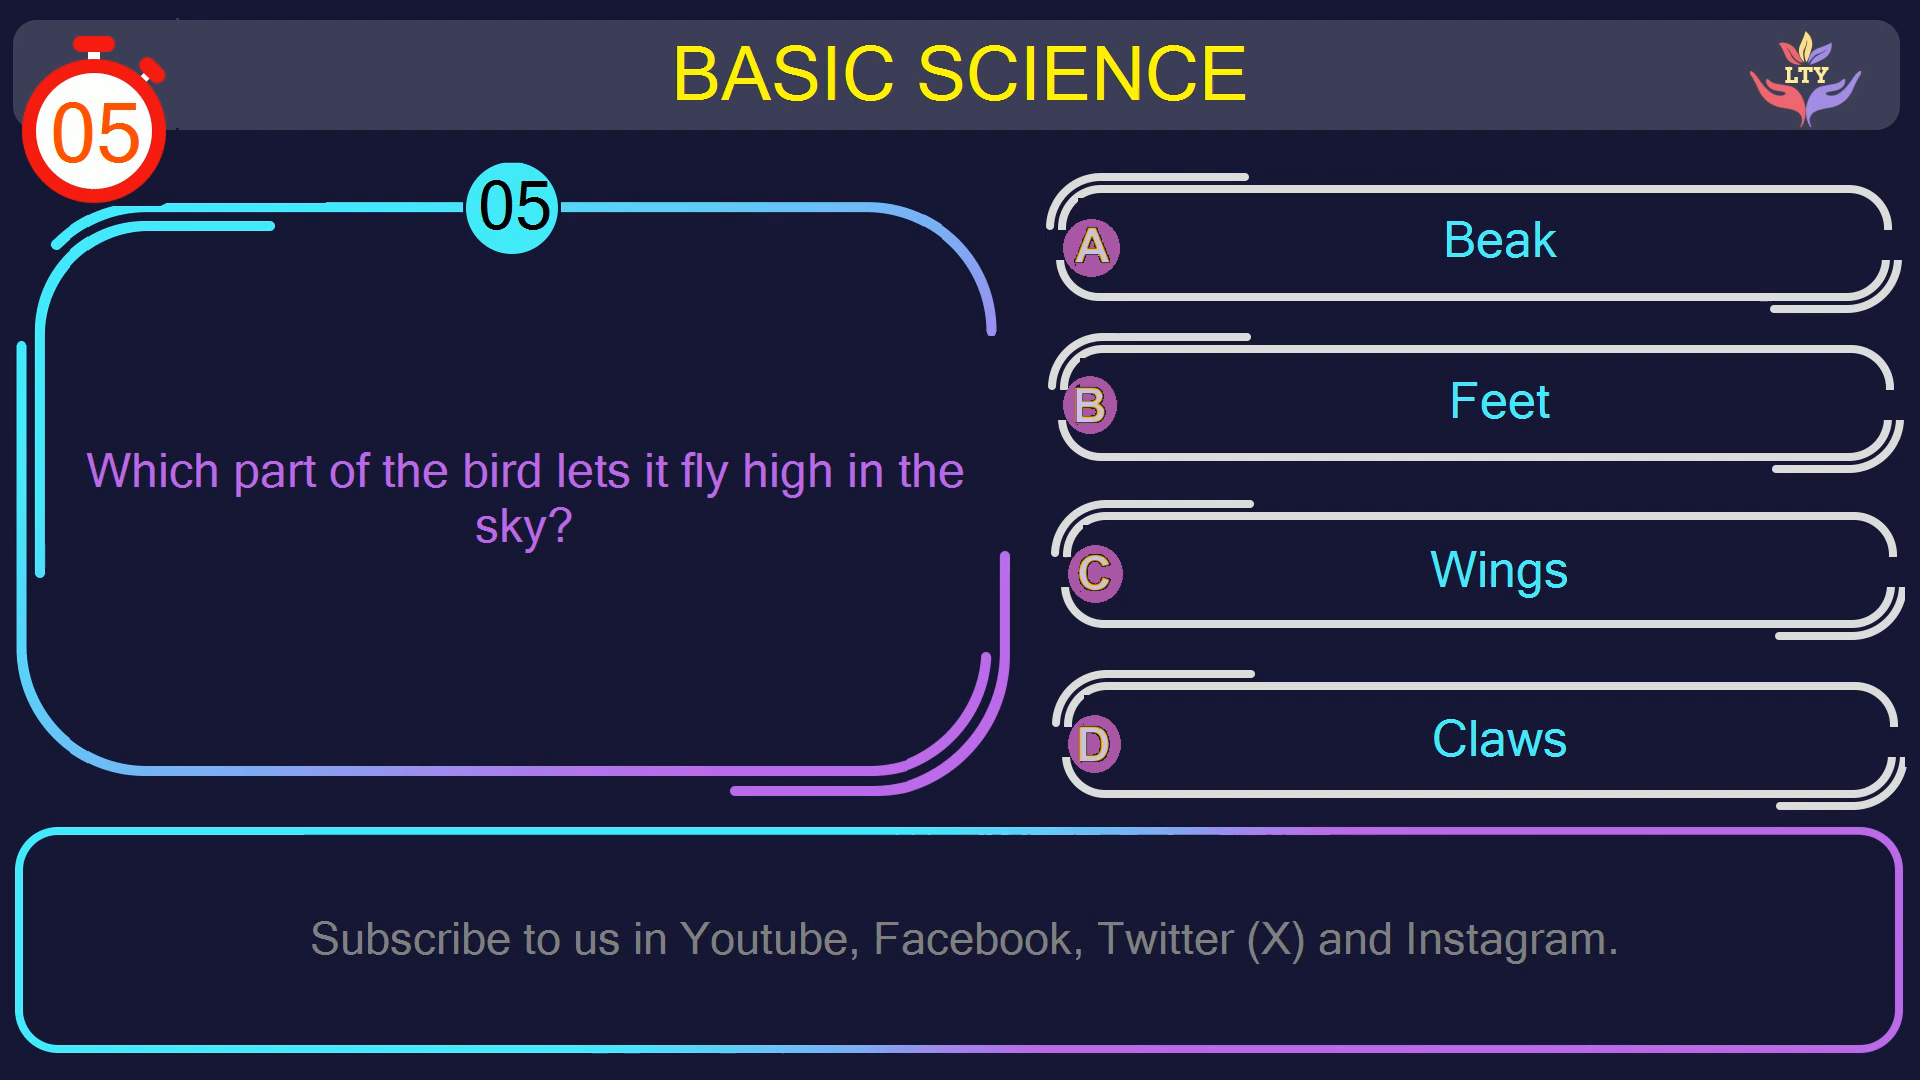 BASIC SCIENCE
LTY
05
05
Which part of the bird lets it fly high in the
sky?
A
Beak
B
Feet
C
Wings
D
Claws
Subscribe to us in Youtube, Facebook, Twitter (X) and Instagram.